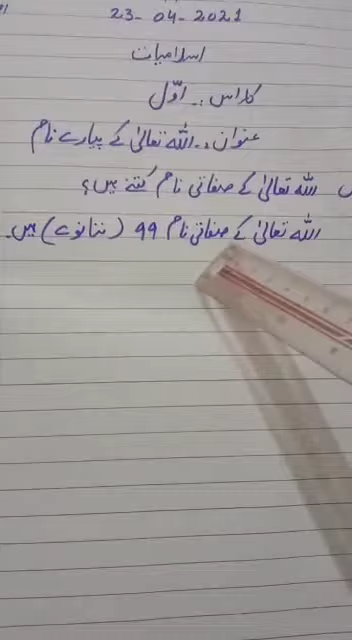 23-04-2021
اسلامیات
کلاس :۔ اوّل
عنوان :۔ اللہ تعالیٰ کے پیارے نام
اللہ تعالیٰ کے صفاتی نام کتنے ہیں؟
اللہ تعالیٰ کے صفاتی نام 99 (ننانوے) ہیں۔